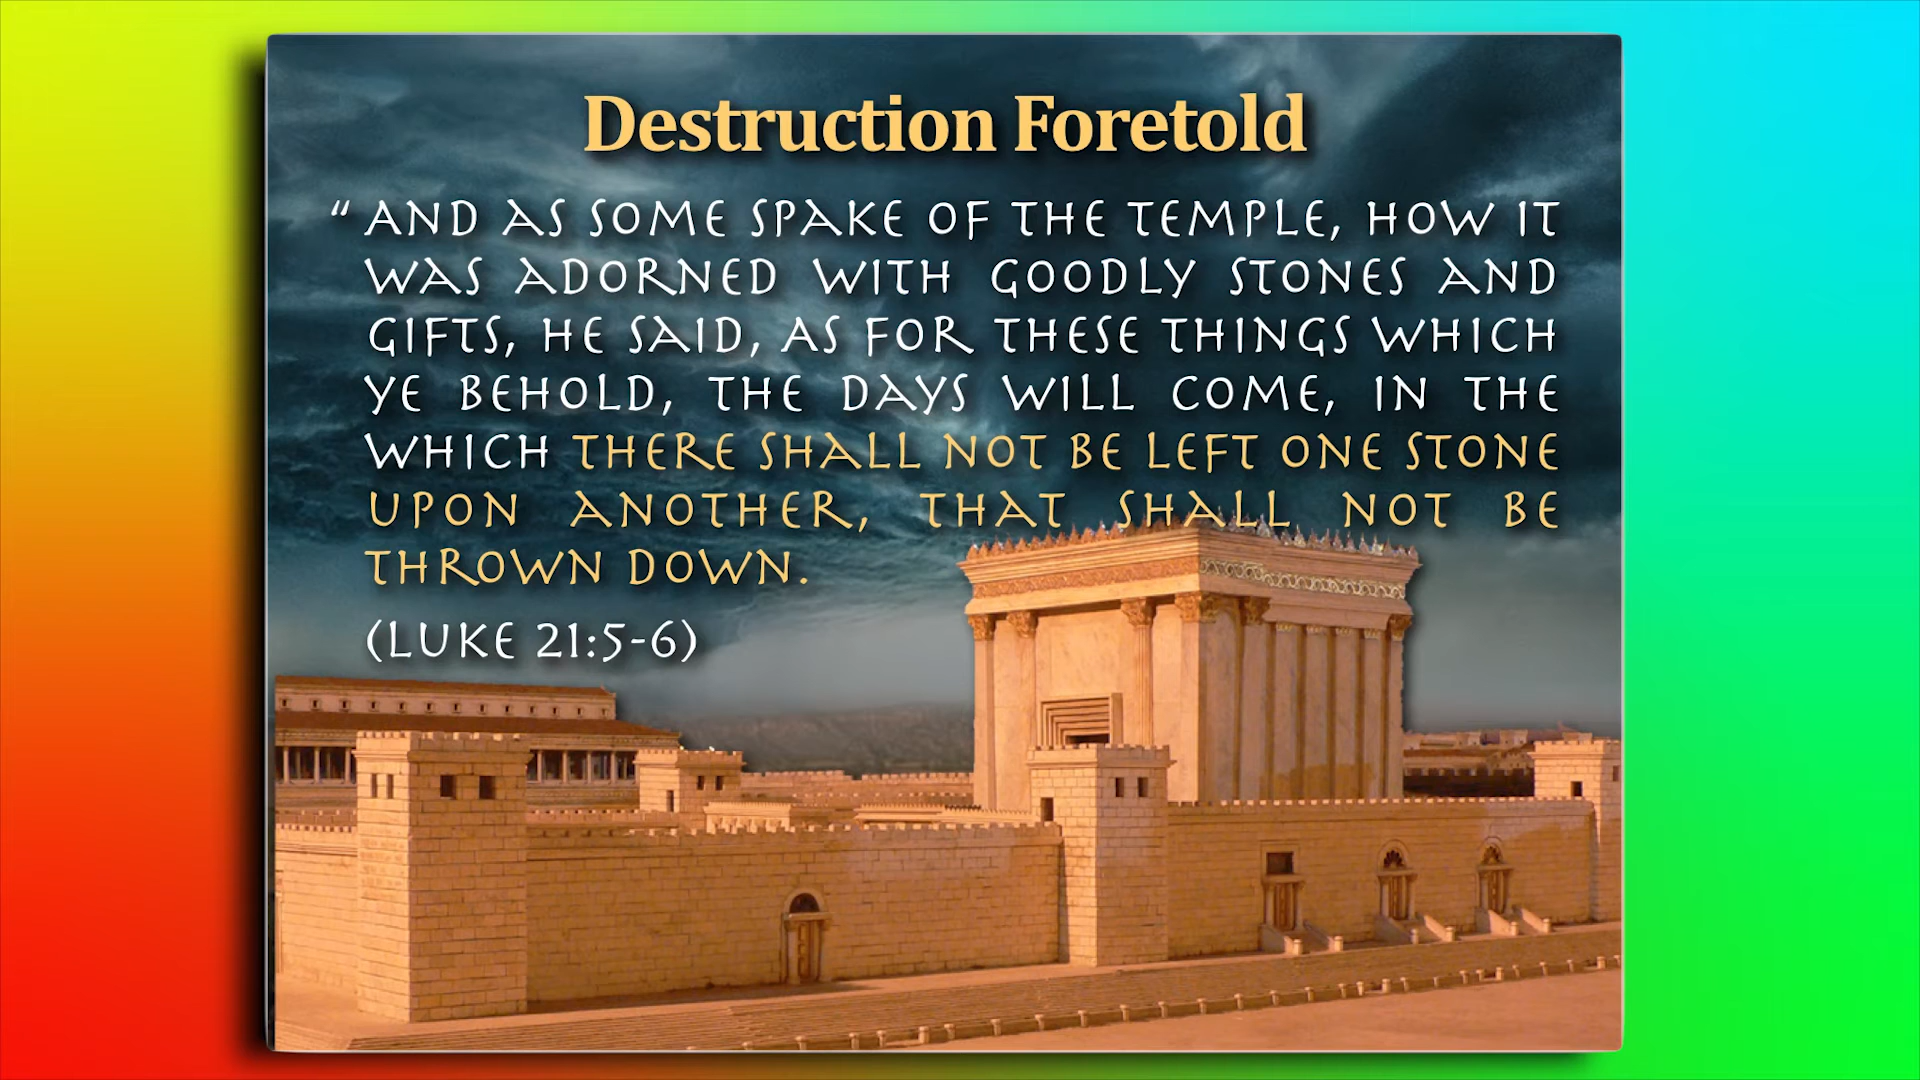 Destruction Foretold
“ AND AS SOME SPAKE OF THE TEMPLE, HOW IT
WAS ADORNED WITH GOODLY STONES AND
GIFTS, HE SAID, AS FOR THESE THINGS WHICH
YE BEHOLD, THE DAYS WILL COME, IN THE
WHICH THERE SHALL NOT BE LEFT ONE STONE
UPON ANOTHER, THAT SHALL NOT BE
THROWN DOWN.
(LUKE 21:5-6)